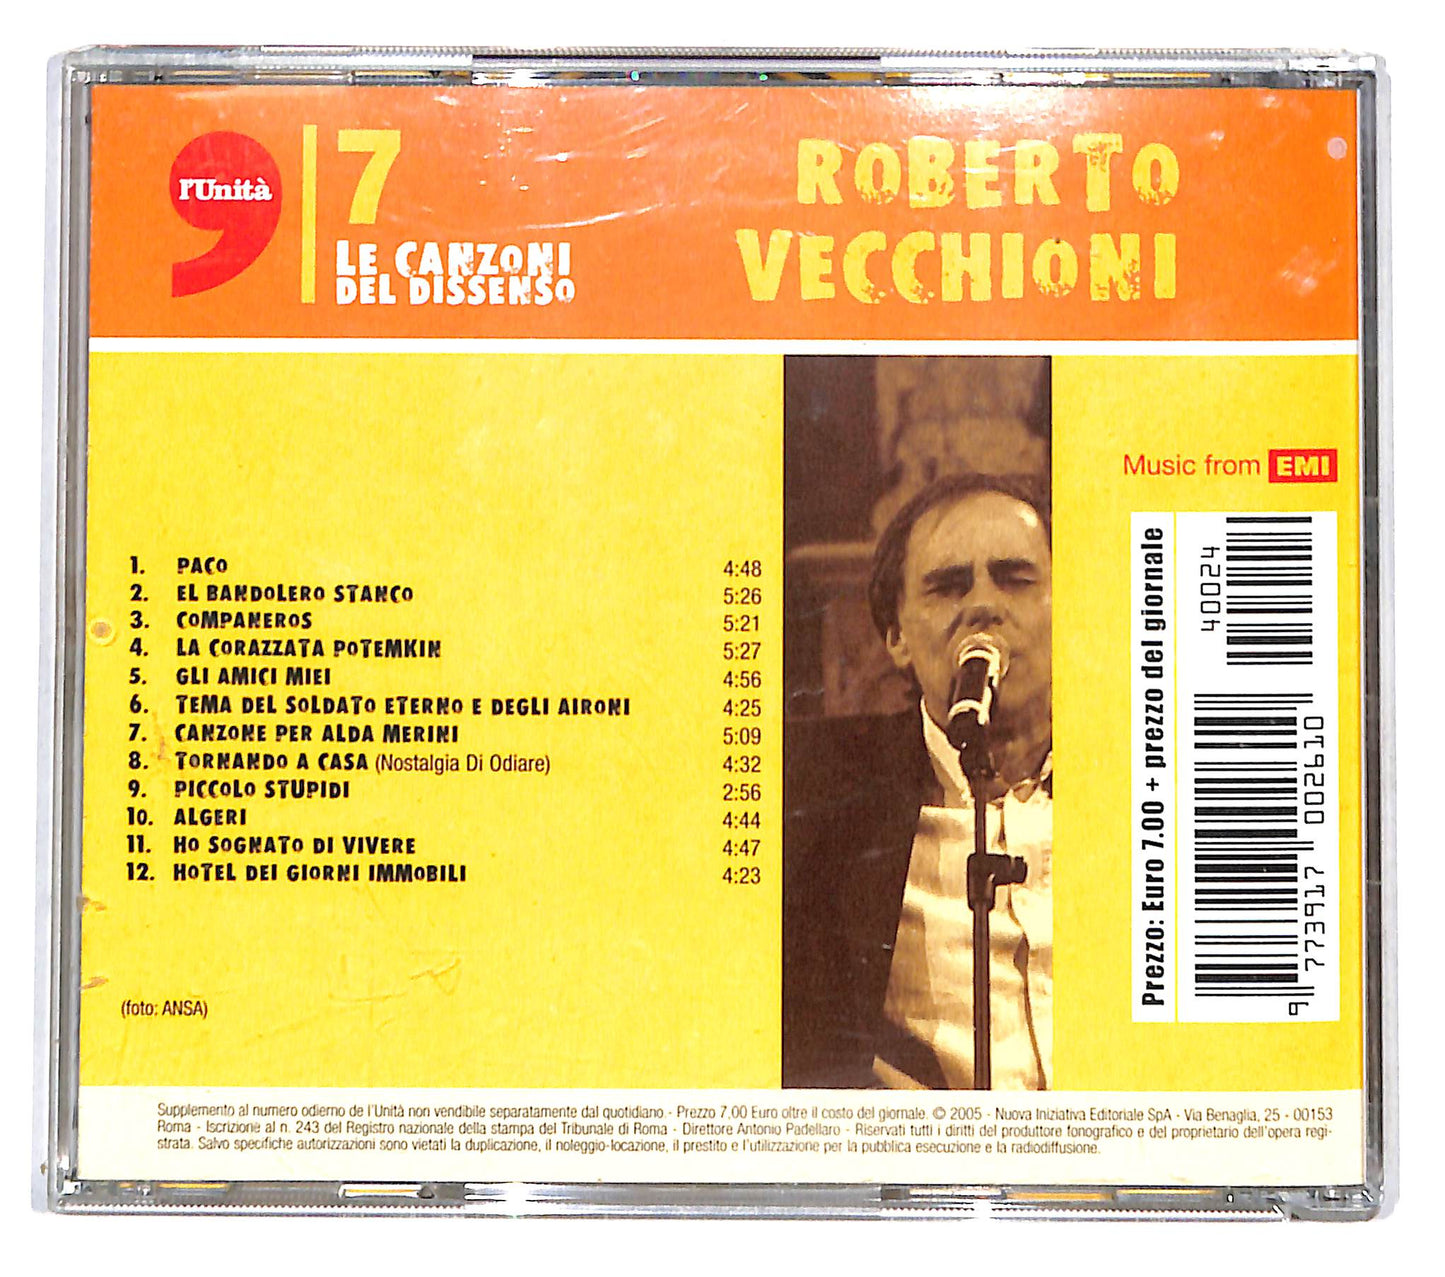 l'Unità
7
LE CANZONI
DEL DISSENSO
ROBERTO
VECCHIONI
Music from EMI
1. PACO 4:48
2. EL BANDOLERO STANCO 5:26
3. COMPANEROS 5:21
4. LA CORAZZATA POTEMKIN 5:27
5. GLI AMICI MIEI 4:56
6. TEMA DEL SOLDATO ETERNO E DEGLI AIRONI 4:25
7. CANZONE PER ALDA MERINI 5:09
8. TORNANDO A CASA (Nostalgia Di Odiare) 4:32
9. PICCOLO STUPIDI 2:56
10. ALGERI 4:44
11. HO SOGNATO DI VIVERE 4:47
12. HOTEL DEI GIORNI IMMOBILI 4:23
(foto: ANSA)
Prezzo: Euro 7.00 + prezzo del giornale
40024
9 773917 002610
Supplemento al numero odierno de l'Unità non vendibile separatamente dal quotidiano - Prezzo 7,00 Euro oltre il costo del giornale. © 2005 - Nuova Iniziativa Editoriale SpA - Via Benaglia, 25 - 00153
Roma - Iscrizione al n. 243 del Registro nazionale della stampa del Tribunale di Roma - Direttore Antonio Padellaro - Riservati tutti i diritti del produttore fonografico e del proprietario dell'opera regi-
strata. Salvo specifiche autorizzazioni sono vietati la duplicazione, il noleggio-locazione, il prestito e l'utilizzazione per la pubblica esecuzione e la radiodiffusione.